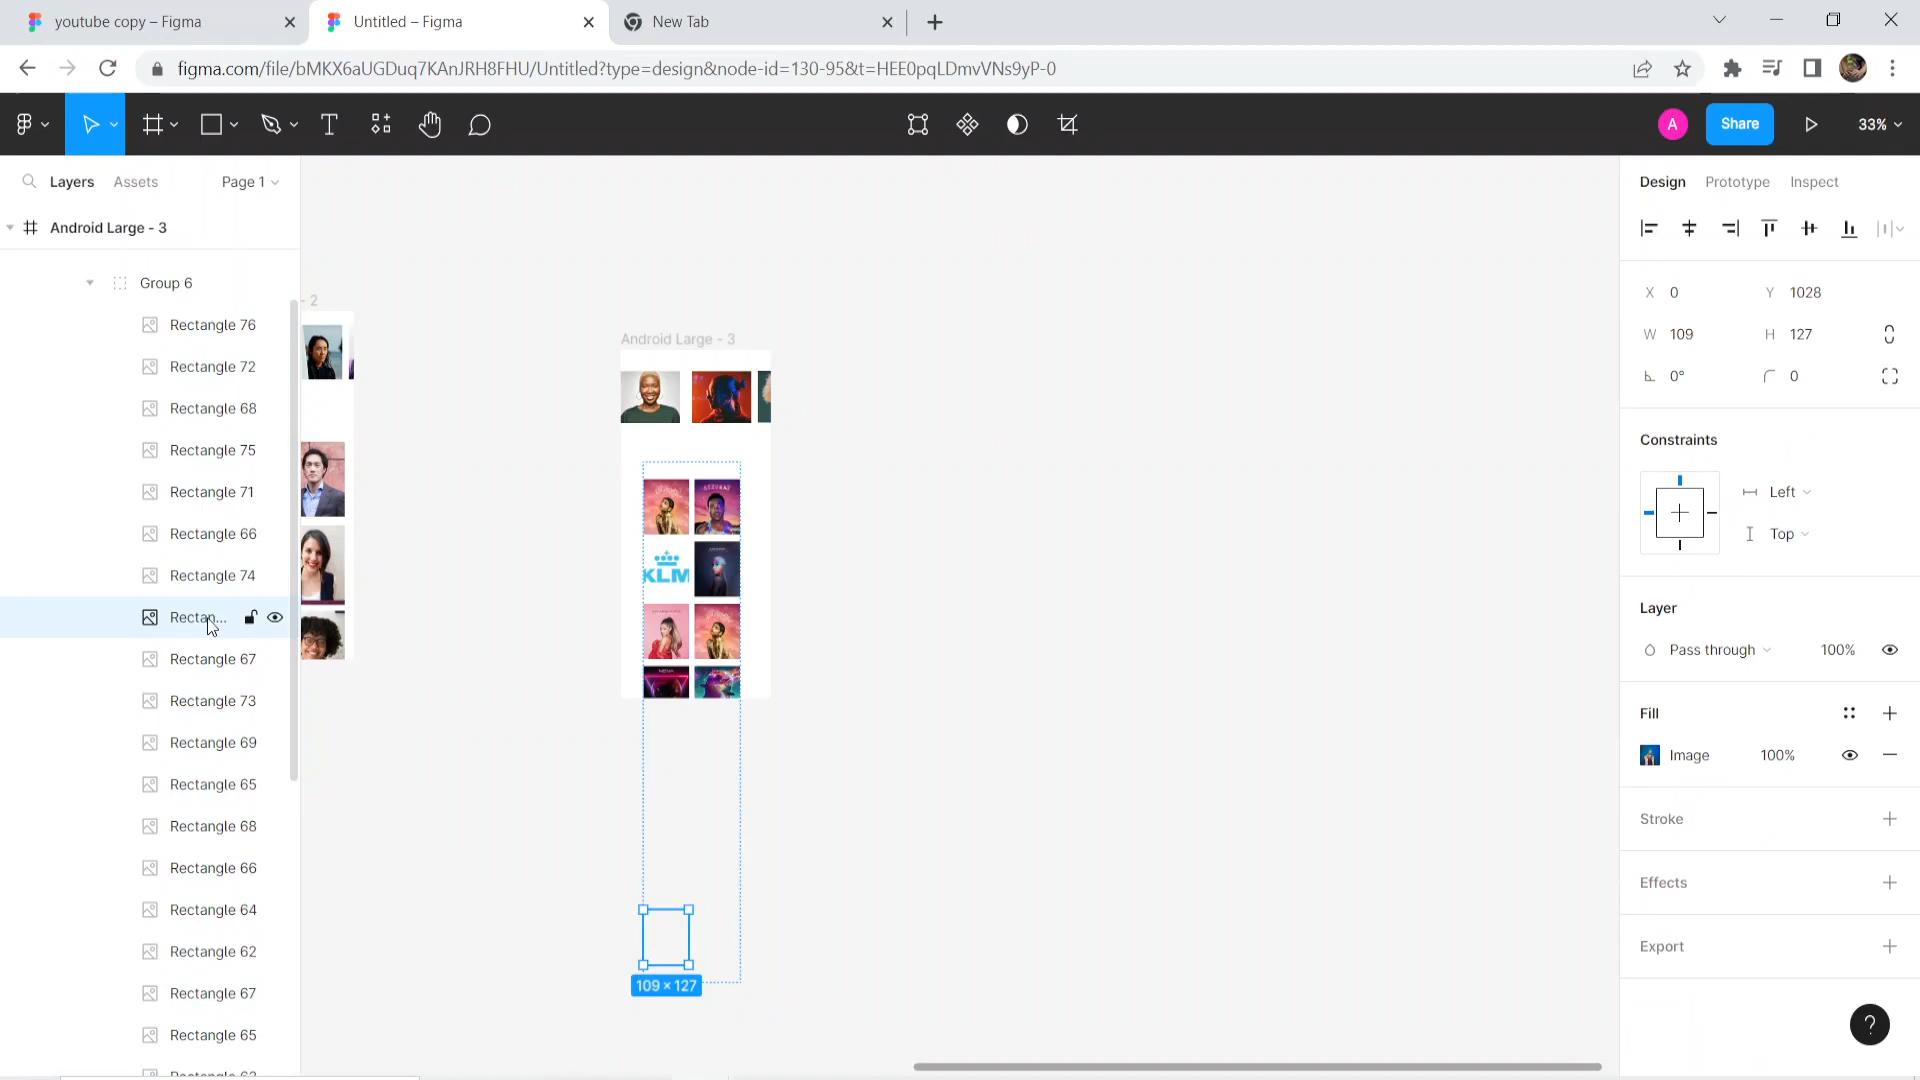 youtube copy – Figma
Untitled – Figma
New Tab
figma.com/file/bMKX6aUGDuq7KAnJRH8FHU/Untitled?type=design&node-id=130-95&t=HEE0pqLDmvVNs9yP-0
A
Share
33%
Layers
Assets
Page 1
Design
Prototype
Inspect
Android Large - 3
Group 6
Rectangle 76
Rectangle 72
Rectangle 68
Rectangle 75
Rectangle 71
Rectangle 66
Rectangle 74
Rectan...
Rectangle 67
Rectangle 73
Rectangle 69
Rectangle 65
Rectangle 68
Rectangle 66
Rectangle 64
Rectangle 62
Rectangle 67
Rectangle 65
- 2
Android Large - 3
KLM
109 × 127
X 0
Y 1028
W 109
H 127
0°
0
Constraints
Left
Top
Layer
Pass through
100%
Fill
Image
100%
Stroke
Effects
Export
?